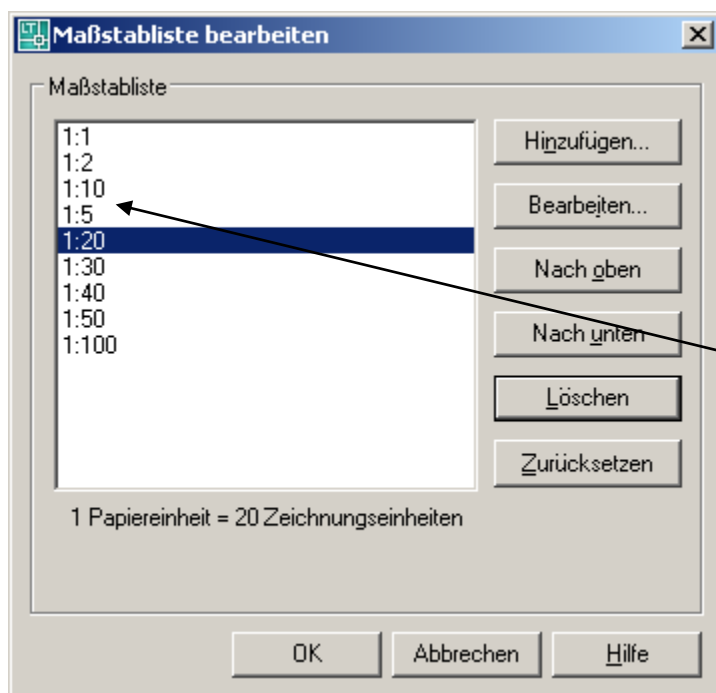 LT
Maßstabliste bearbeiten
Maßstabliste
1:1
1:2
1:10
1:5
1:20
1:30
1:40
1:50
1:100
Hinzufügen...
Bearbeiten...
Nach oben
Nach unten
Löschen
Zurücksetzen
1 Papiereinheit = 20 Zeichnungseinheiten
OK Abbrechen Hilfe